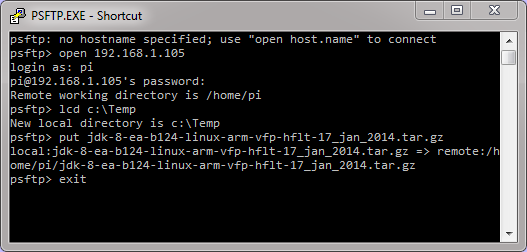 PSFTP.EXE - Shortcut
psftp: no hostname specified; use "open host.name" to connect
psftp> open 192.168.1.105
login as: pi
pi@192.168.1.105's password:
Remote working directory is /home/pi
psftp> lcd c:\Temp
New local directory is c:\Temp
psftp> put jdk-8-ea-b124-linux-arm-vfp-hflt-17_jan_2014.tar.gz
local:jdk-8-ea-b124-linux-arm-vfp-hflt-17_jan_2014.tar.gz => remote:/h
ome/pi/jdk-8-ea-b124-linux-arm-vfp-hflt-17_jan_2014.tar.gz
psftp> exit